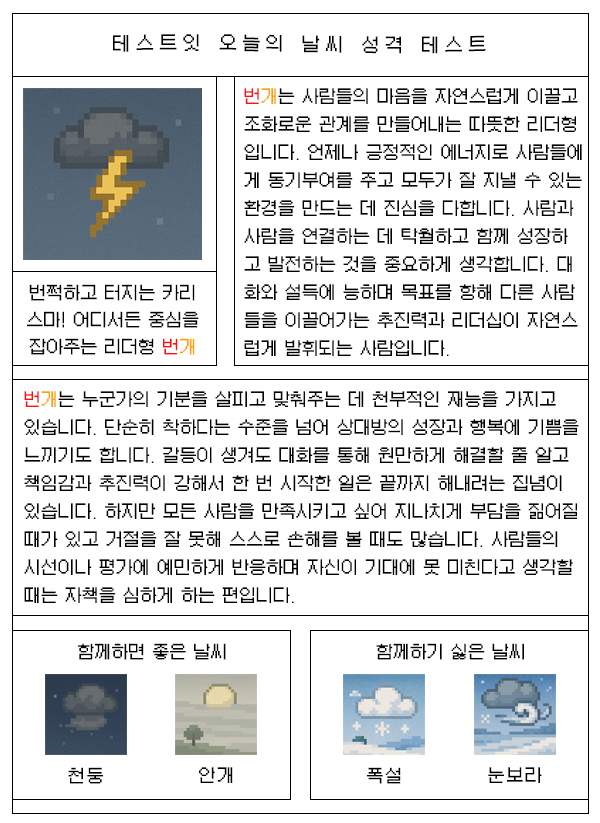 테스트잇 오늘의 날씨 성격 테스트
번쩍하고 터지는 카리
스마! 어디서든 중심을
잡아주는 리더형 번개
번개는 사람들의 마음을 자연스럽게 이끌고
조화로운 관계를 만들어내는 따뜻한 리더형
입니다. 언제나 긍정적인 에너지로 사람들에
게 동기부여를 주고 모두가 잘 지낼 수 있는
환경을 만드는 데 진심을 다합니다. 사람과
사람을 연결하는 데 탁월하고 함께 성장하
고 발전하는 것을 중요하게 생각합니다. 대
화와 설득에 능하며 목표를 향해 다른 사람
들을 이끌어가는 추진력과 리더십이 자연스
럽게 발휘되는 사람입니다.
번개는 누군가의 기분을 살피고 맞춰주는 데 천부적인 재능을 가지고
있습니다. 단순히 착하다는 수준을 넘어 상대방의 성장과 행복에 기쁨을
느끼기도 합니다. 갈등이 생겨도 대화를 통해 원만하게 해결할 줄 알고
책임감과 추진력이 강해서 한 번 시작한 일은 끝까지 해내려는 집념이
있습니다. 하지만 모든 사람을 만족시키고 싶어 지나치게 부담을 짊어질
때가 있고 거절을 잘 못해 스스로 손해를 볼 때도 많습니다. 사람들의
시선이나 평가에 예민하게 반응하며 자신이 기대에 못 미친다고 생각할
때는 자책을 심하게 하는 편입니다.
함께하면 좋은 날씨
천둥
안개
함께하기 싫은 날씨
폭설
눈보라